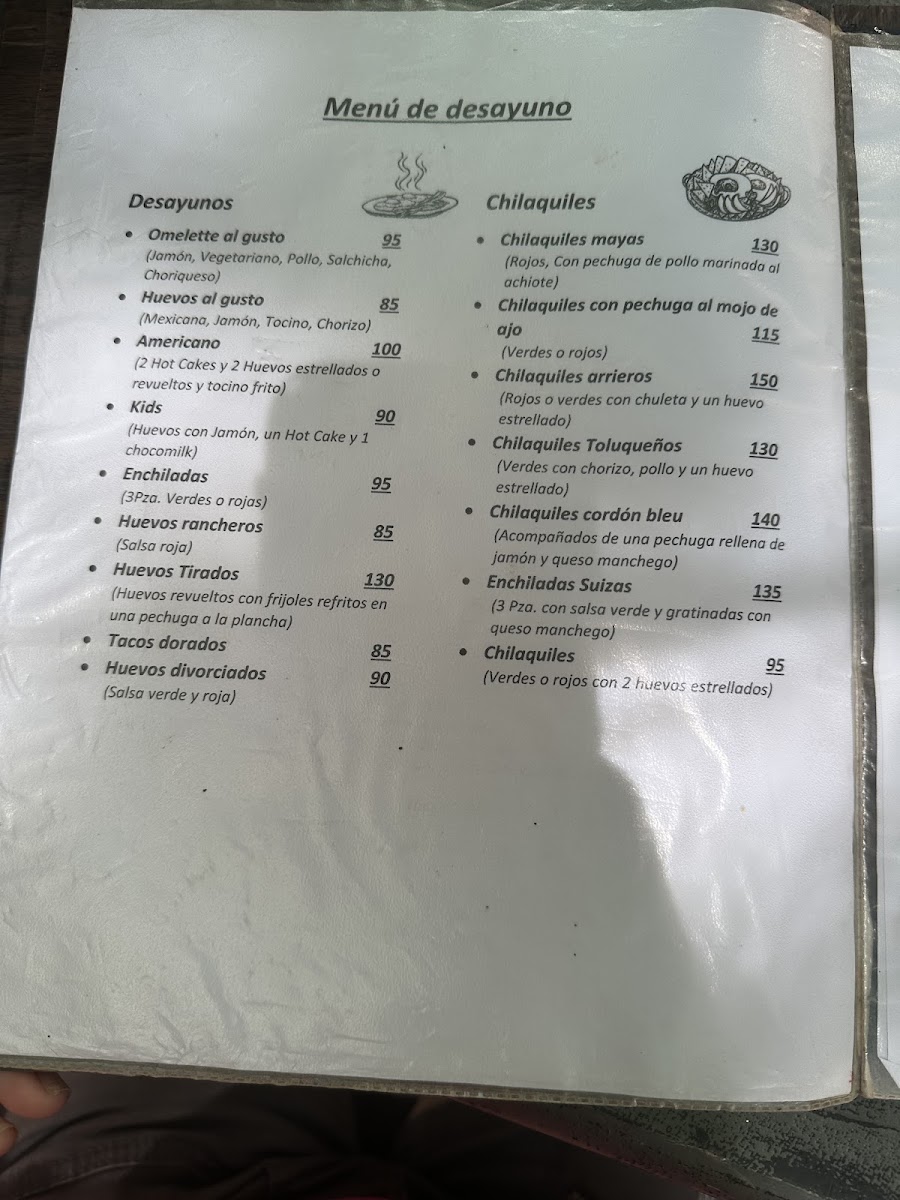 Menú de desayuno
Desayunos
• Omelette al gusto 95
(Jamón, Vegetariano, Pollo, Salchicha,
Choriqueso)
• Huevos al gusto 85
(Mexicana, Jamón, Tocino, Chorizo)
• Americano 100
(2 Hot Cakes y 2 Huevos estrellados o
revueltos y tocino frito)
• Kids 90
(Huevos con Jamón, un Hot Cake y 1
chocomilk)
• Enchiladas 95
(3Pza. Verdes o rojas)
• Huevos rancheros 85
(Salsa roja)
• Huevos Tirados 130
(Huevos revueltos con frijoles refritos en
una pechuga a la plancha)
• Tacos dorados 85
• Huevos divorciados 90
(Salsa verde y roja)
Chilaquiles
• Chilaquiles mayas 130
(Rojos, Con pechuga de pollo marinada al
achiote)
• Chilaquiles con pechuga al mojo de
ajo 115
(Verdes o rojos)
• Chilaquiles arrieros 150
(Rojos o verdes con chuleta y un huevo
estrellado)
• Chilaquiles Toluqueños 130
(Verdes con chorizo, pollo y un huevo
estrellado)
• Chilaquiles cordón bleu 140
(Acompañados de una pechuga rellena de
jamón y queso manchego)
• Enchiladas Suizas 135
(3 Pza. con salsa verde y gratinadas con
queso manchego)
• Chilaquiles 95
(Verdes o rojos con 2 huevos estrellados)